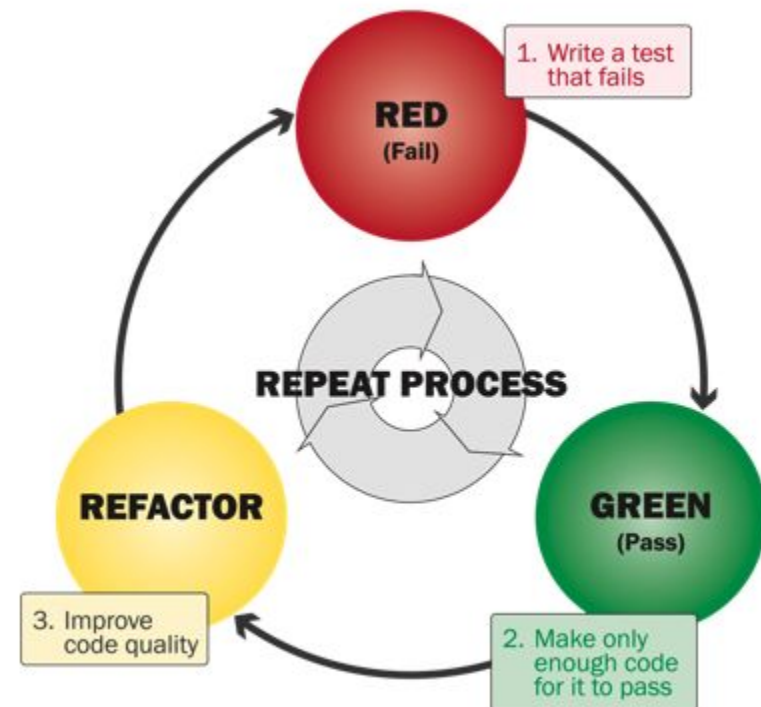 1. Write a test
that fails
RED
(Fail)
REPEAT PROCESS
REFACTOR
GREEN
(Pass)
3. Improve
code quality
2. Make only
enough code
for it to pass